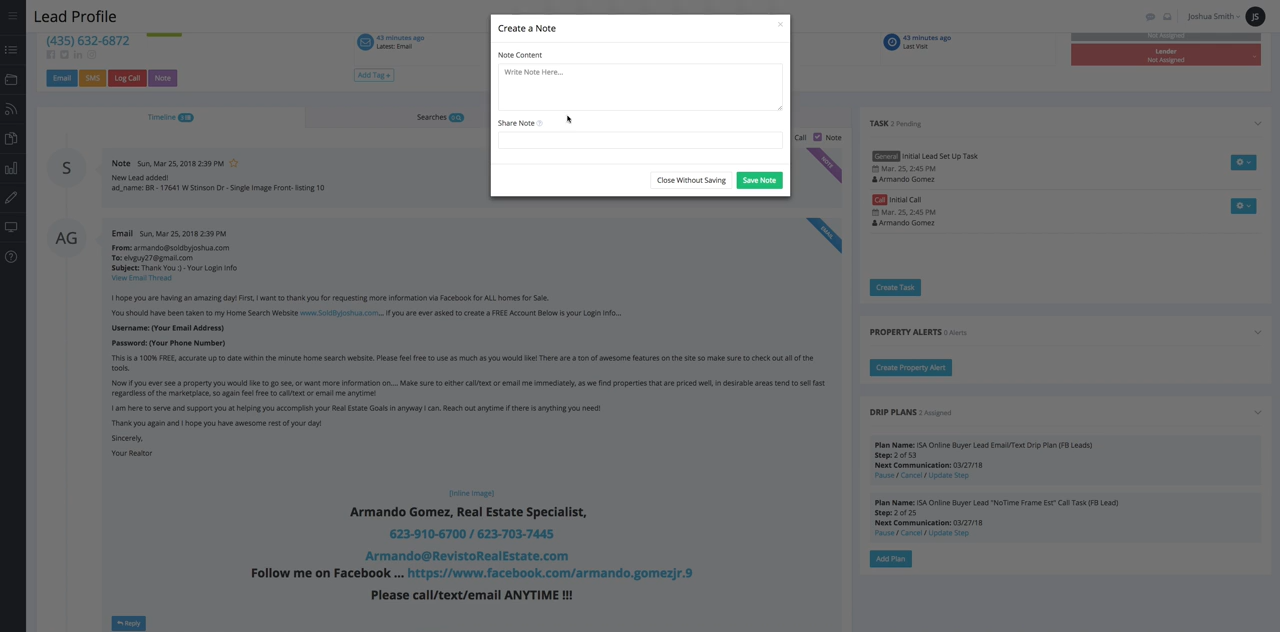 Lead Profile
Joshua Smith
JS
(435) 632-6872
43 minutes ago
Latest: Email
43 minutes ago
Last Visit
Not Assigned
Lender
Not Assigned
Email
SMS
Log Call
Note
Add Tag
Create a Note
×
Note Content
Write Note Here...
Share Note
Close Without Saving
Save Note
Timeline
Searches
Call
Note
S
Note Sun, Mar 25, 2018 2:39 PM
New Lead added!
ad_name: BR - 17641 W Stinson Dr - Single Image Front- listing 10
NOTE
AG
Email Sun, Mar 25, 2018 2:39 PM
EMAIL
From: armando@soldbyjoshua.com
To: elvguy27@gmail.com
Subject: Thank You :) - Your Login Info
View Email Thread
I hope you are having an amazing day! First, I want to thank you for requesting more information via Facebook for ALL homes for Sale.
You should have been taken to my Home Search Website www.SoldByJoshua.com... If you are ever asked to create a FREE Account Below is your Login Info...
Username: (Your Email Address)
Password: (Your Phone Number)
This is a 100% FREE, accurate up to date within the minute home search website. Please feel free to use as much as you would like! There are a ton of awesome features on the site so make sure to check out all of the
tools.
Now if you ever see a property you would like to go see, or want more information on.... Make sure to either call/text or email me immediately, as we find properties that are priced well, in desirable areas tend to sell fast
regardless of the marketplace, so again feel free to call/text or email me anytime!
I am here to serve and support you at helping you accomplish your Real Estate Goals in anyway I can. Reach out anytime if there is anything you need!
Thank you again and I hope you have awesome rest of your day!
Sincerely,
Your Realtor
[Inline Image]
Armando Gomez, Real Estate Specialist,
623-910-6700 / 623-703-7445
Armando@RevistoRealEstate.com
Follow me on Facebook ... https://www.facebook.com/armando.gomezjr.9
Please call/text/email ANYTIME !!!
Reply
TASK 2 Pending
General Initial Lead Set Up Task
Mar. 25, 2:45 PM
Armando Gomez
Call Initial Call
Mar. 25, 2:45 PM
Armando Gomez
Create Task
PROPERTY ALERTS 0 Alerts
Create Property Alert
DRIP PLANS 2 Assigned
Plan Name: ISA Online Buyer Lead Email/Text Drip Plan (FB Leads)
Step: 2 of 53
Next Communication: 03/27/18
Pause / Cancel / Update Step
Plan Name: ISA Online Buyer Lead "NoTime Frame Est" Call Task (FB Lead)
Step: 2 of 25
Next Communication: 03/27/18
Pause / Cancel / Update Step
Add Plan